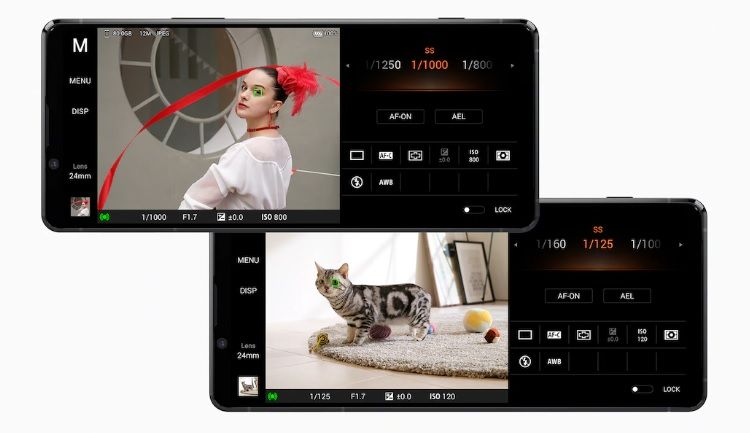 M
80.0GB 12M JPEG
100%
SS
1/1250 1/1000 1/800
MENU
DISP
AF-ON AEL
AF-C
±0.0
ISO
800
Lens
24mm
AWB
LOCK
1/1000 F1.7 ±0.0 ISO 800
SS
1/160 1/125 1/100
MENU
DISP
AF-ON AEL
AF-C
±0.0
ISO
120
Lens
24mm
AWB
LOCK
1/125 F1.7 ±0.0 ISO 120